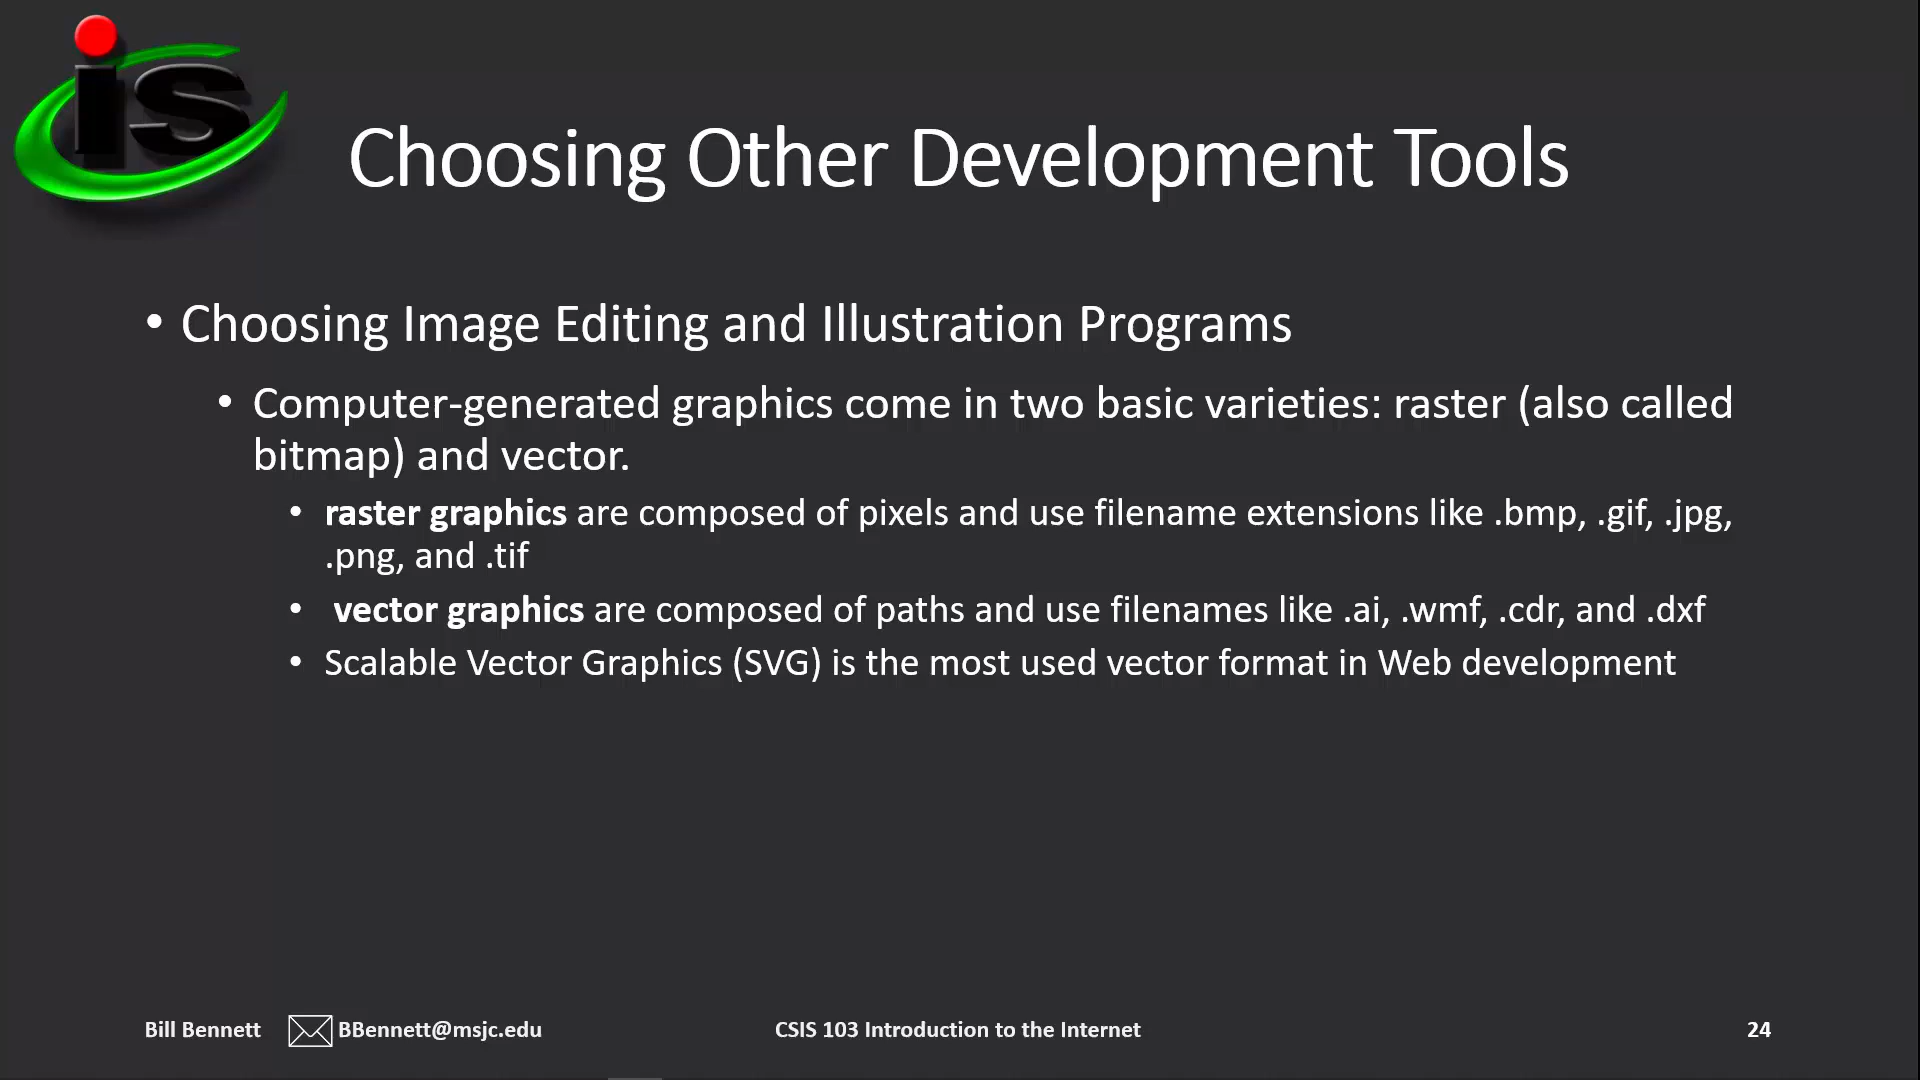 is
Choosing Other Development Tools
• Choosing Image Editing and Illustration Programs
• Computer-generated graphics come in two basic varieties: raster (also called
bitmap) and vector.
• raster graphics are composed of pixels and use filename extensions like .bmp, .gif, .jpg,
.png, and .tif
• vector graphics are composed of paths and use filenames like .ai, .wmf, .cdr, and .dxf
• Scalable Vector Graphics (SVG) is the most used vector format in Web development
Bill Bennett BBennett@msjc.edu CSIS 103 Introduction to the Internet 24